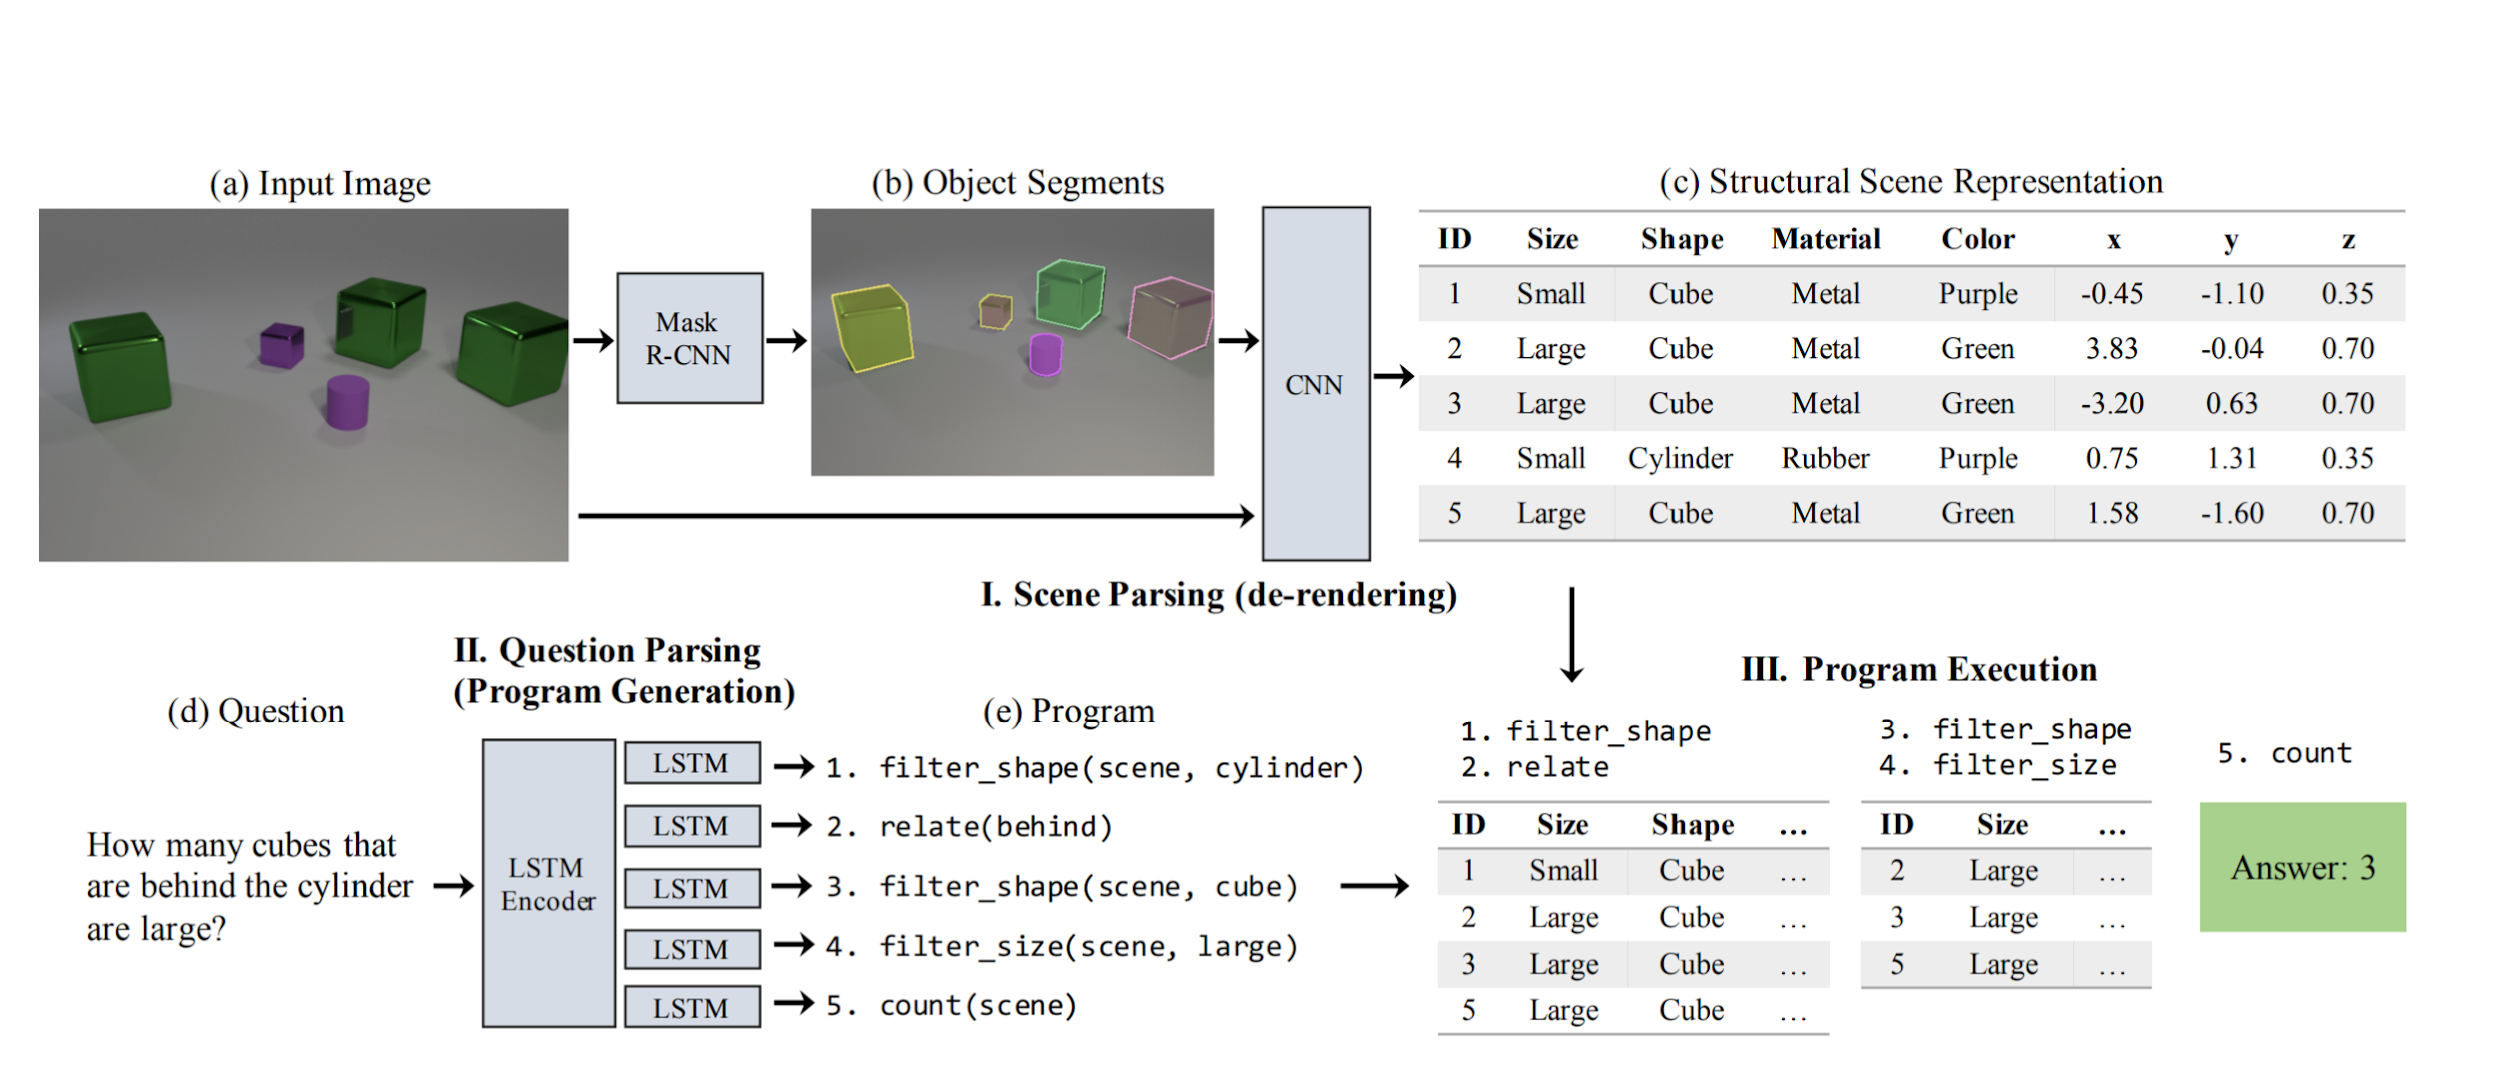 (a) Input Image
(b) Object Segments
(c) Structural Scene Representation
Mask
R-CNN
CNN
ID Size Shape Material Color x y z
1 Small Cube Metal Purple -0.45 -1.10 0.35
2 Large Cube Metal Green 3.83 -0.04 0.70
3 Large Cube Metal Green -3.20 0.63 0.70
4 Small Cylinder Rubber Purple 0.75 1.31 0.35
5 Large Cube Metal Green 1.58 -1.60 0.70
I. Scene Parsing (de-rendering)
II. Question Parsing
(Program Generation)
III. Program Execution
(d) Question
How many cubes that
are behind the cylinder
are large?
LSTM
Encoder
LSTM
LSTM
LSTM
LSTM
LSTM
(e) Program
1. filter_shape(scene, cylinder)
2. relate(behind)
3. filter_shape(scene, cube)
4. filter_size(scene, large)
5. count(scene)
1. filter_shape
2. relate
ID Size Shape ...
1 Small Cube ...
2 Large Cube ...
3 Large Cube ...
5 Large Cube ...
3. filter_shape
4. filter_size
ID Size ...
2 Large ...
3 Large ...
5 Large ...
5. count
Answer: 3